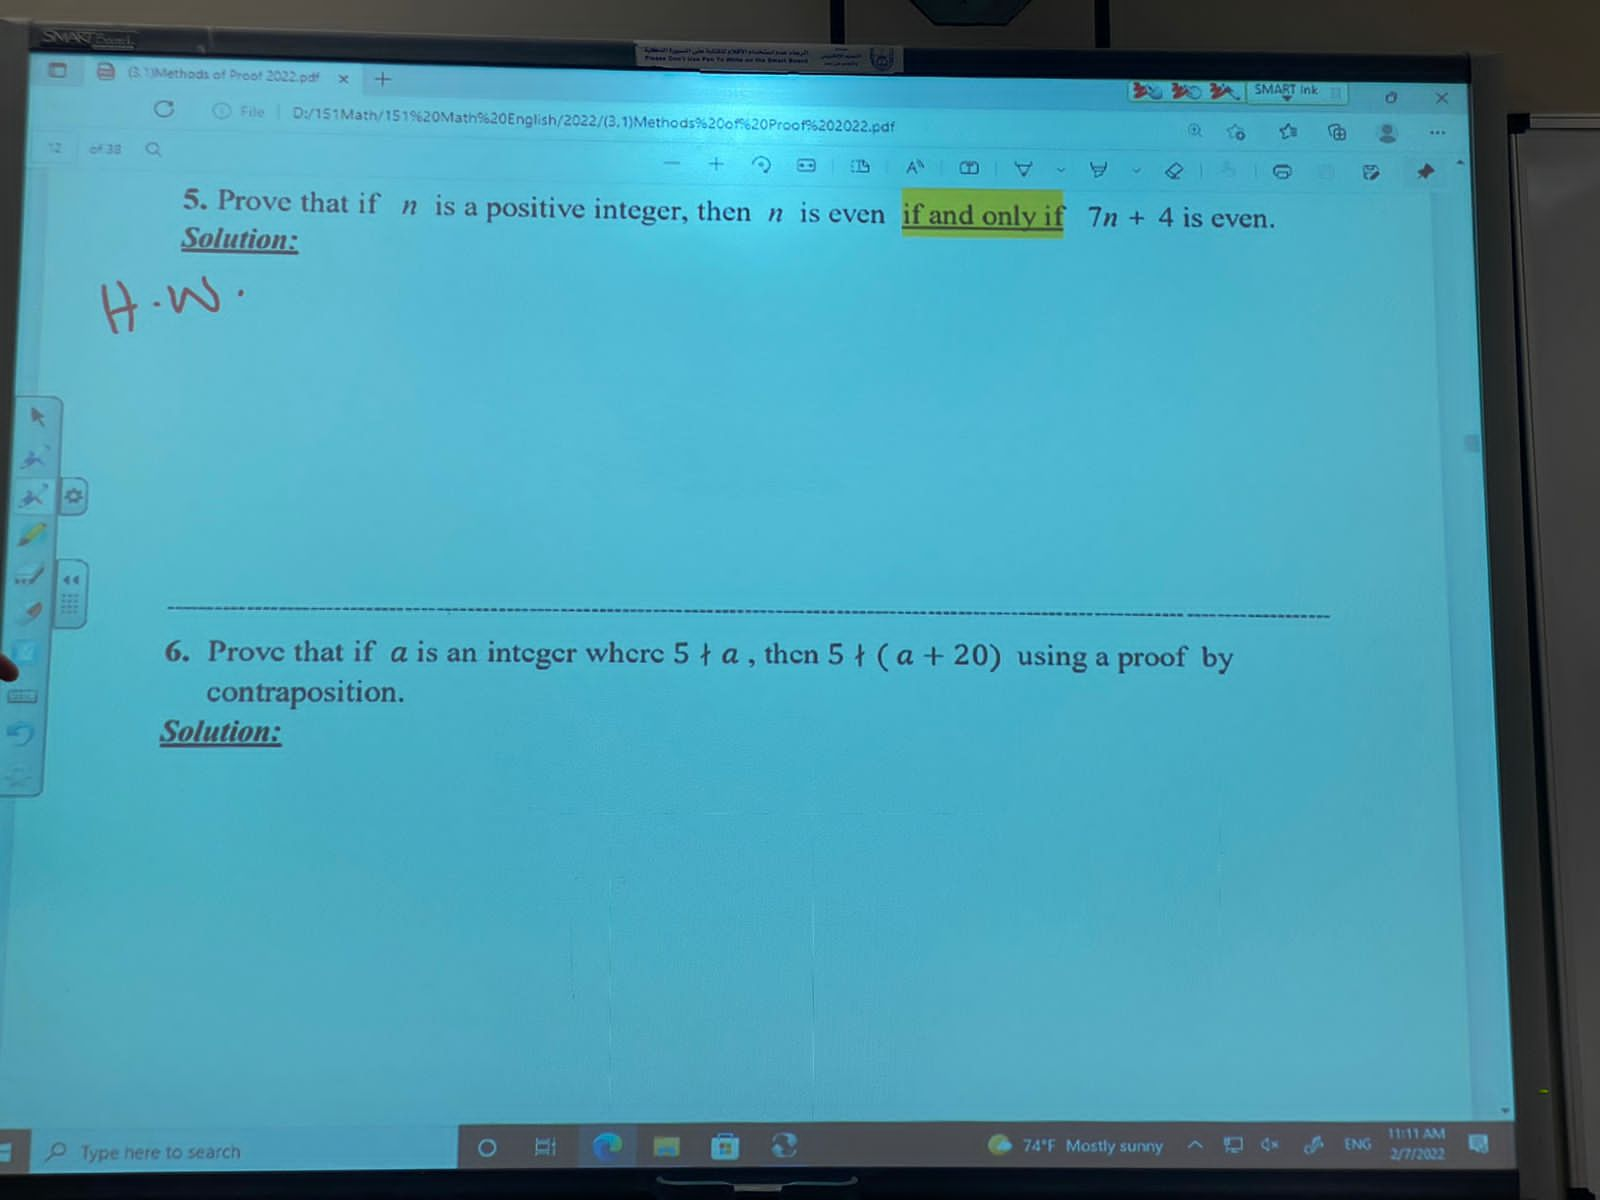 SMART Board
Please Don't Use Pen To Write on the Smart Board
(3,1)Methods of Proof 2022.pdf
SMART Ink
File D:/151Math/151%20Math%20English/2022/(3,1)Methods%20of%20Proof%202022.pdf
12 of 38
5. Prove that if n is a positive integer, then n is even if and only if 7n + 4 is even.
Solution:
H.W.
6. Prove that if a is an integer where 5 ∤ a , then 5 ∤ ( a + 20) using a proof by
contraposition.
Solution:
Type here to search
74°F Mostly sunny
ENG
11:11 AM
2/7/2022